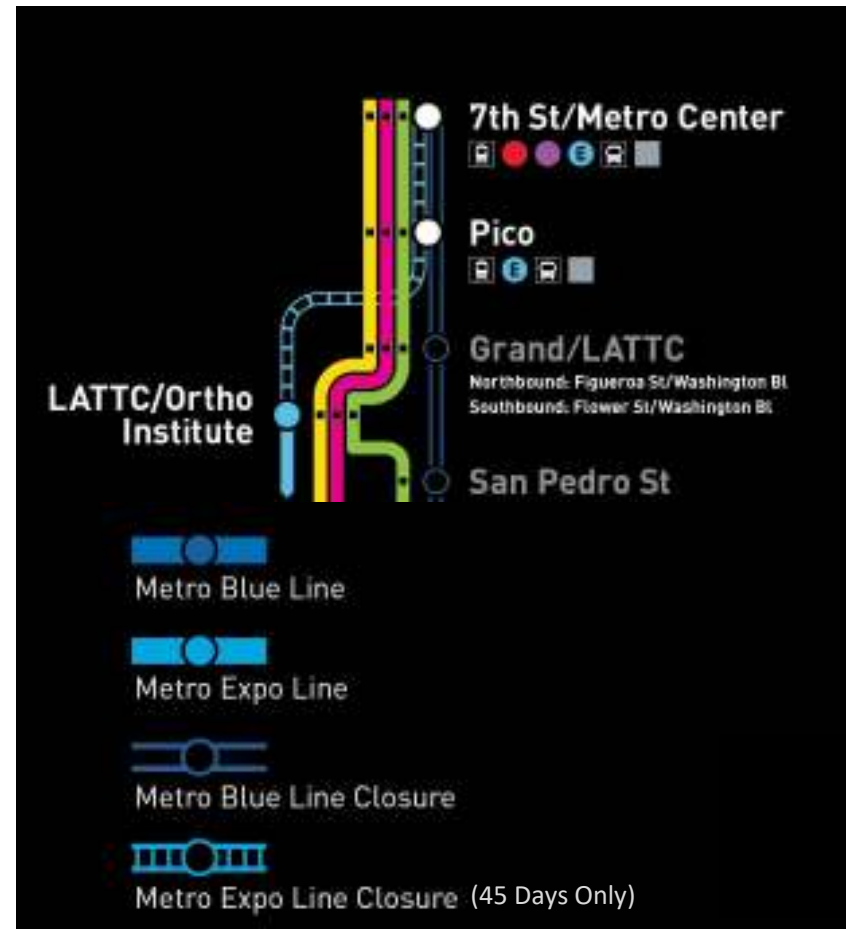 7th St/Metro Center
E
Pico
E
Grand/LATTC
Northbound: Figueroa St/Washington Bl
Southbound: Flower St/Washington Bl
LATTC/Ortho
Institute
San Pedro St
Metro Blue Line
Metro Expo Line
Metro Blue Line Closure
Metro Expo Line Closure (45 Days Only)